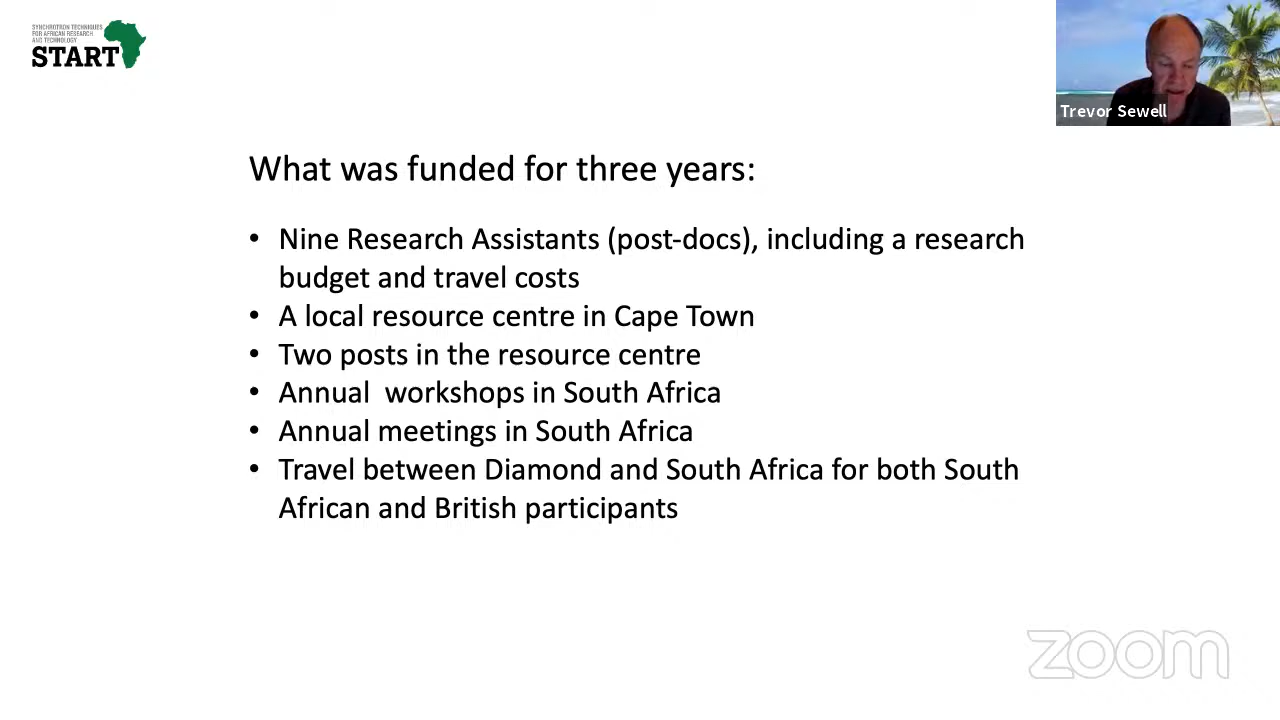 SYNCHROTRON TECHNIQUES
FOR AFRICAN RESEARCH
AND TECHNOLOGY
START
Trevor Sewell
What was funded for three years:
• Nine Research Assistants (post-docs), including a research
budget and travel costs
• A local resource centre in Cape Town
• Two posts in the resource centre
• Annual  workshops in South Africa
• Annual meetings in South Africa
• Travel between Diamond and South Africa for both South
African and British participants
zoom